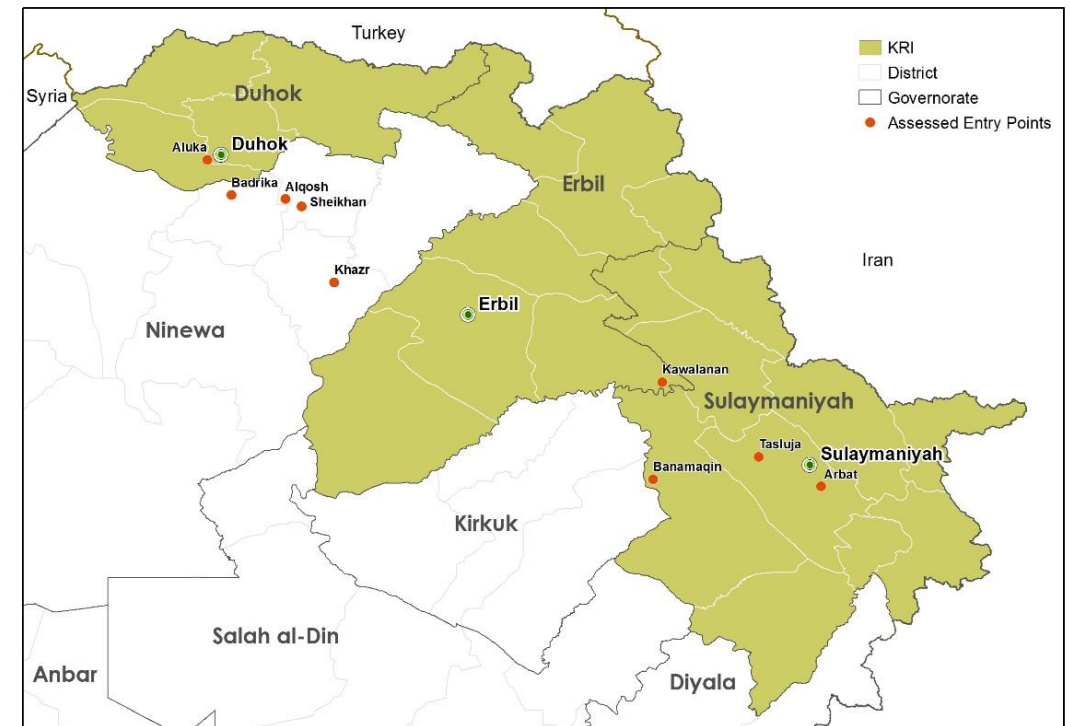 Turkey
KRI
District
Governorate
Assessed Entry Points
Syria
Duhok
Aluka
Duhok
Badrika
Alqosh
Sheikhan
Erbil
Iran
Khazr
Erbil
Ninewa
Kawalanan
Sulaymaniyah
Tasluja
Sulaymaniyah
Banamaqin
Arbat
Kirkuk
Salah al-Din
Anbar
Diyala